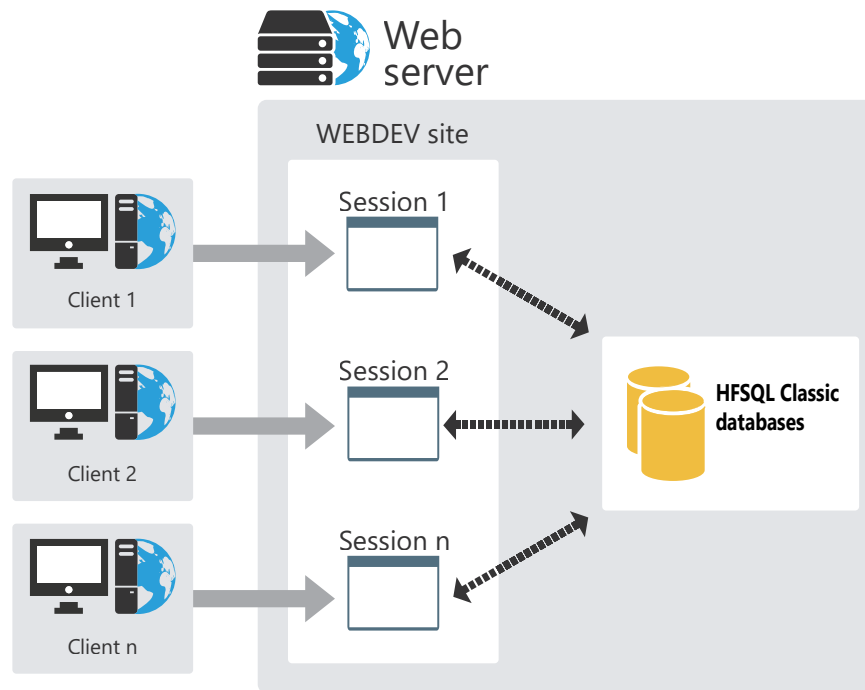 Web
server
WEBDEV site
Session 1
Client 1
Session 2
HFSQL Classic
databases
Client 2
Session n
Client n